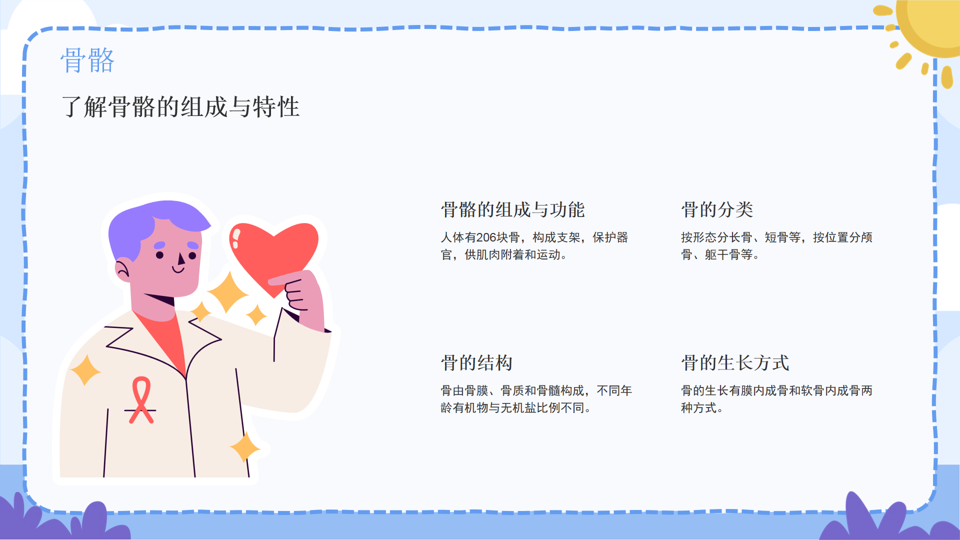 骨骼
了解骨骼的组成与特性
骨骼的组成与功能
人体有206块骨，构成支架，保护器
官，供肌肉附着和运动。
骨的分类
按形态分长骨、短骨等，按位置分颅
骨、躯干骨等。
骨的结构
骨由骨膜、骨质和骨髓构成，不同年
龄有机物与无机盐比例不同。
骨的生长方式
骨的生长有膜内成骨和软骨内成骨两
种方式。